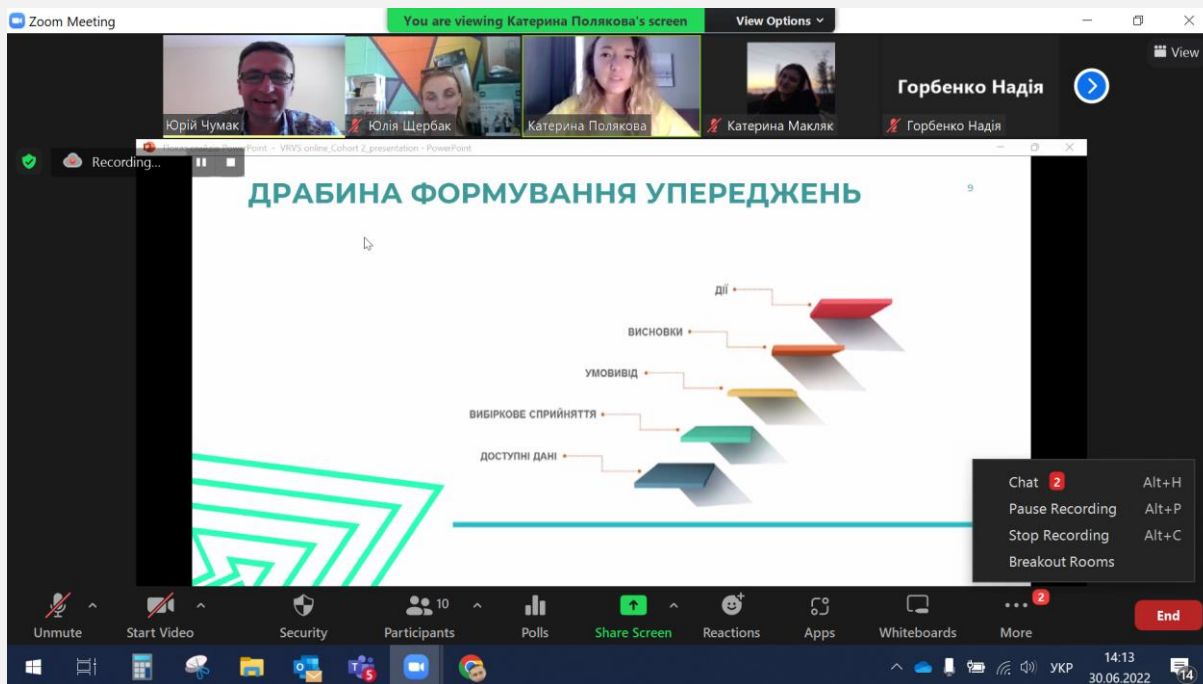 Zoom Meeting
You are viewing Катерина Полякова's screen
View Options
View
Юрій Чумак
Юлія Щербак
Катерина Полякова
Катерина Макляк
Горбенко Надія
Горбенко Надія
Recording...
PowerPoint - VRVS online_Cohort 2_presentation - PowerPoint
ДРАБИНА ФОРМУВАННЯ УПЕРЕДЖЕНЬ
9
ДІЇ
ВИСНОВКИ
УМОВИВІД
ВИБІРКОВЕ СПРИЙНЯТТЯ
ДОСТУПНІ ДАНІ
Chat 2 Alt+H
Pause Recording Alt+P
Stop Recording Alt+C
Breakout Rooms
Unmute
Start Video
Security
Participants 10
Polls
Share Screen
Reactions
Apps
Whiteboards
More 2
End
5
УКР
14:13
30.06.2022
14